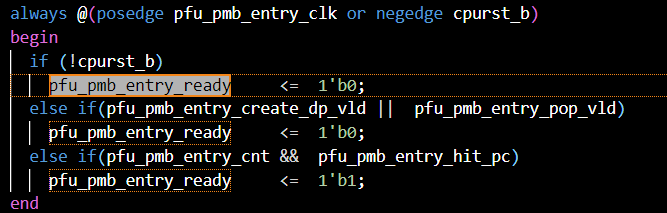 always @(posedge pfu_pmb_entry_clk or negedge cpurst_b)
begin
if (!cpurst_b)
pfu_pmb_entry_ready <= 1'b0;
else if(pfu_pmb_entry_create_dp_vld || pfu_pmb_entry_pop_vld)
pfu_pmb_entry_ready <= 1'b0;
else if(pfu_pmb_entry_cnt && pfu_pmb_entry_hit_pc)
pfu_pmb_entry_ready <= 1'b1;
end